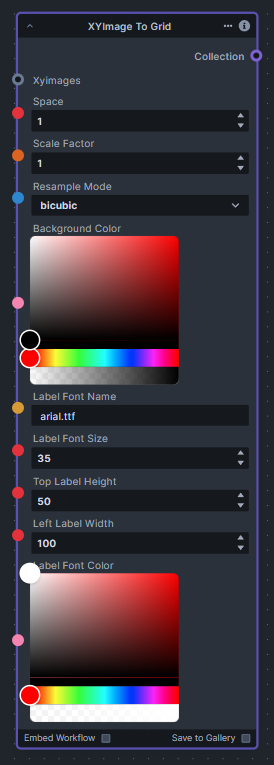 XYImage To Grid
Collection
Xyimages
Space
1
Scale Factor
1
Resample Mode
bicubic
Background Color
Label Font Name
arial.ttf
Label Font Size
35
Top Label Height
50
Left Label Width
100
Label Font Color
Embed Workflow Save to Gallery